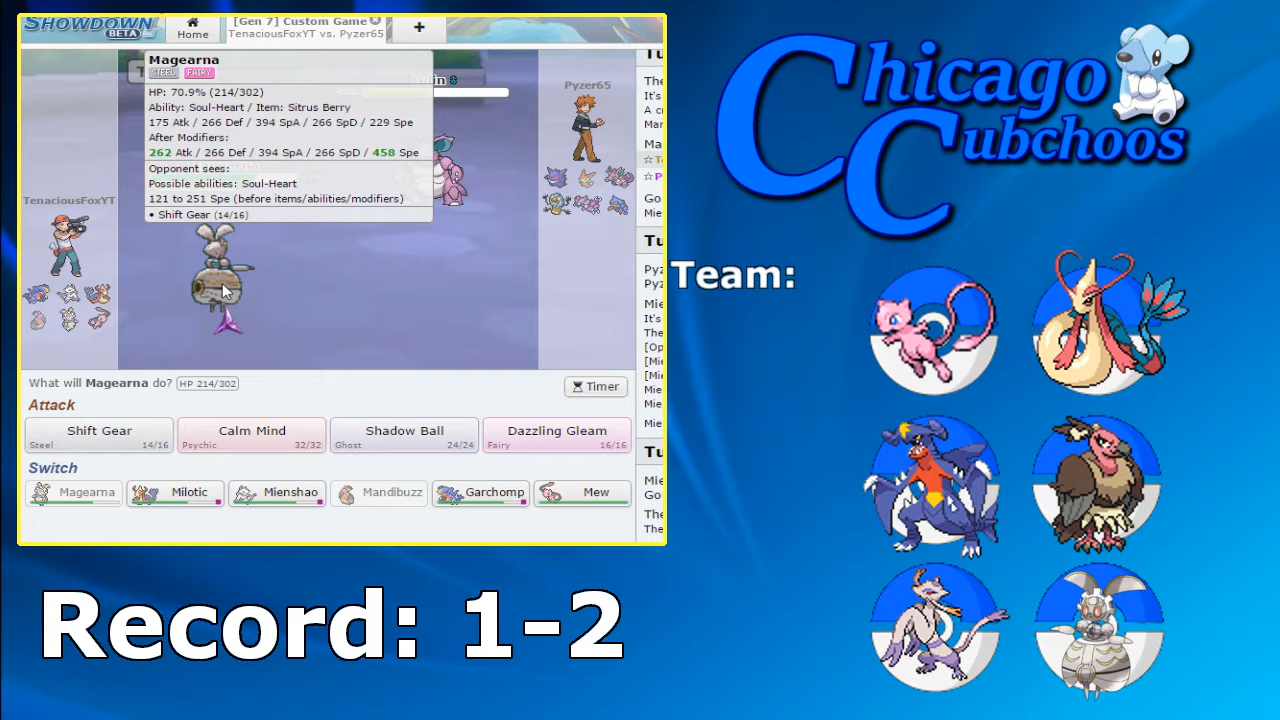 SHOWDOWN
BETA
Home
[Gen 7] Custom Game
TenaciousFoxYT vs. Pyzer65
+
Magearna
STEEL FAIRY
HP: 70.9% (214/302)
Ability: Soul-Heart / Item: Sitrus Berry
175 Atk / 266 Def / 394 SpA / 266 SpD / 229 Spe
After Modifiers:
262 Atk / 266 Def / 394 SpA / 266 SpD / 458 Spe
Opponent sees:
Possible abilities: Soul-Heart
121 to 251 Spe (before items/abilities/modifiers)
• Shift Gear (14/16)
TenaciousFoxYT
Pyzer65
What will Magearna do? HP 214/302
Timer
Attack
Shift Gear
Steel 14/16
Calm Mind
Psychic 32/32
Shadow Ball
Ghost 24/24
Dazzling Gleam
Fairy 16/16
Switch
Magearna
Milotic
Mienshao
Mandibuzz
Garchomp
Mew
Chicago
Cubchoos
Team:
Record: 1-2